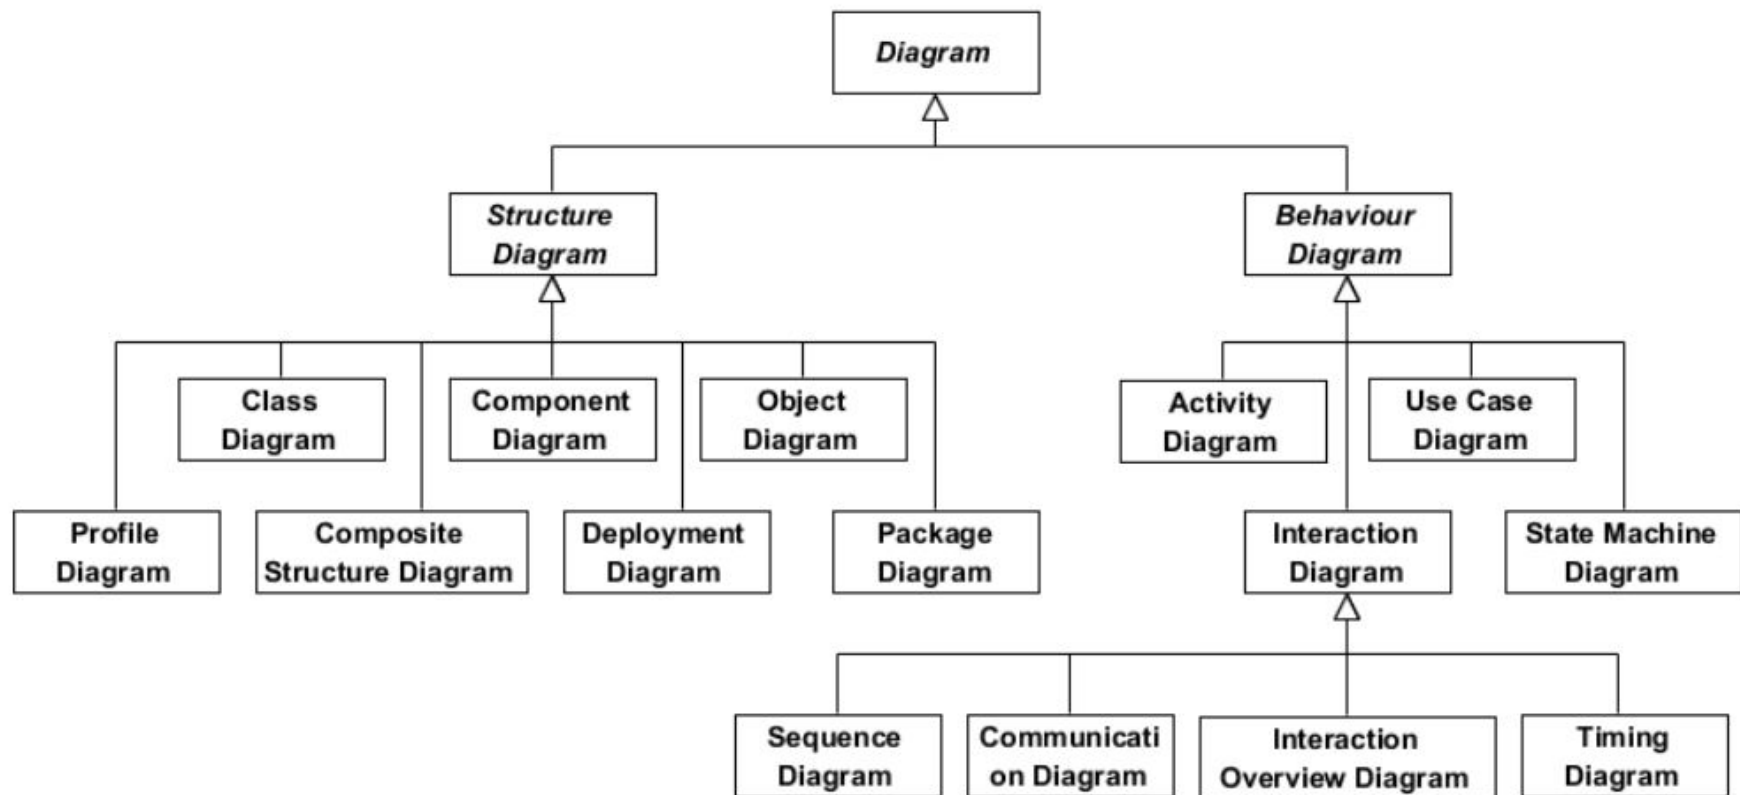 Diagram
Structure
Diagram
Behaviour
Diagram
Class
Diagram
Component
Diagram
Object
Diagram
Activity
Diagram
Use Case
Diagram
Profile
Diagram
Composite
Structure Diagram
Deployment
Diagram
Package
Diagram
Interaction
Diagram
State Machine
Diagram
Sequence
Diagram
Communicati
on Diagram
Interaction
Overview Diagram
Timing
Diagram